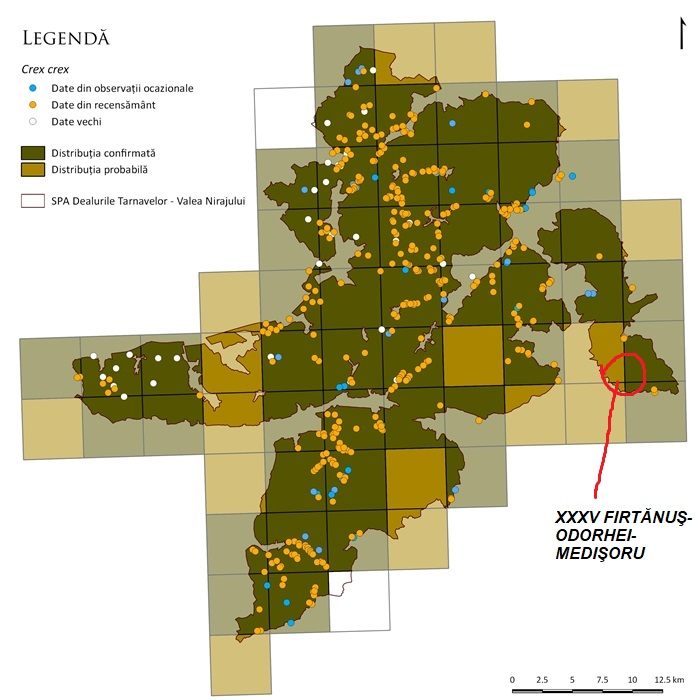 LEGENDĂ
Crex crex
Date din observații ocazionale
Date din recensământ
Date vechi
Distribuția confirmată
Distribuția probabilă
SPA Dealurile Tarnavelor - Valea Nirajului
XXXV FIRTĂNUŞ-
ODORHEI-
MEDIŞORU
0 2.5 5 7.5 10 12.5 km